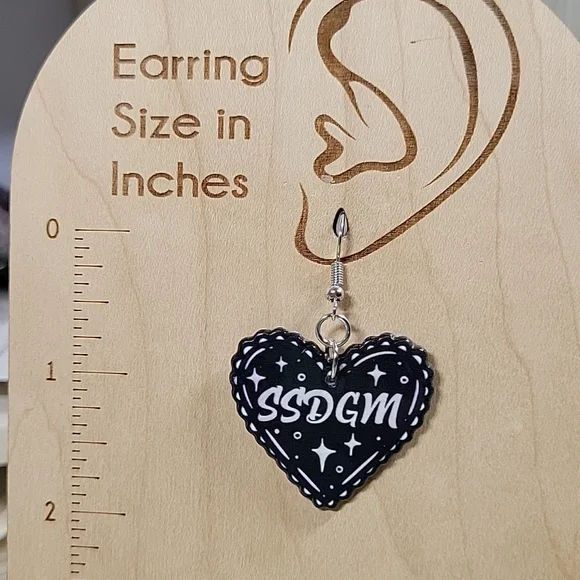 Earring
Size in
Inches
0
1
SSDGM
2